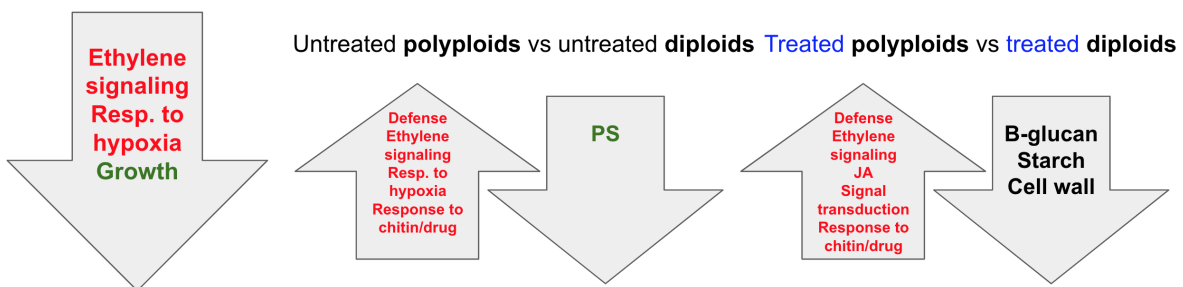 Ethylene
signaling
Resp. to
hypoxia
Growth
Untreated polyploids vs untreated diploids
Defense
Ethylene
signaling
Resp. to
hypoxia
Response to
chitin/drug
PS
Treated polyploids vs treated diploids
Defense
Ethylene
signaling
JA
Signal
transduction
Response to
chitin/drug
B-glucan
Starch
Cell wall